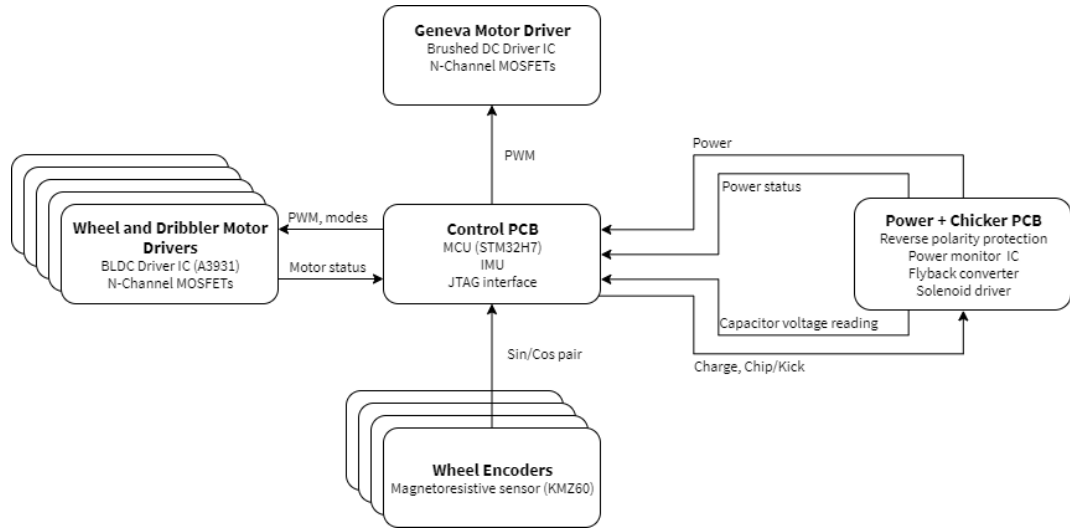 Geneva Motor Driver
Brushed DC Driver IC
N-Channel MOSFETs
PWM
Power
Power status
Wheel and Dribbler Motor
Drivers
BLDC Driver IC (A3931)
N-Channel MOSFETs
PWM, modes
Motor status
Control PCB
MCU (STM32H7)
IMU
JTAG interface
Power + Chicker PCB
Reverse polarity protection
Power monitor IC
Flyback converter
Solenoid driver
Capacitor voltage reading
Charge, Chip/Kick
Sin/Cos pair
Wheel Encoders
Magnetoresistive sensor (KMZ60)